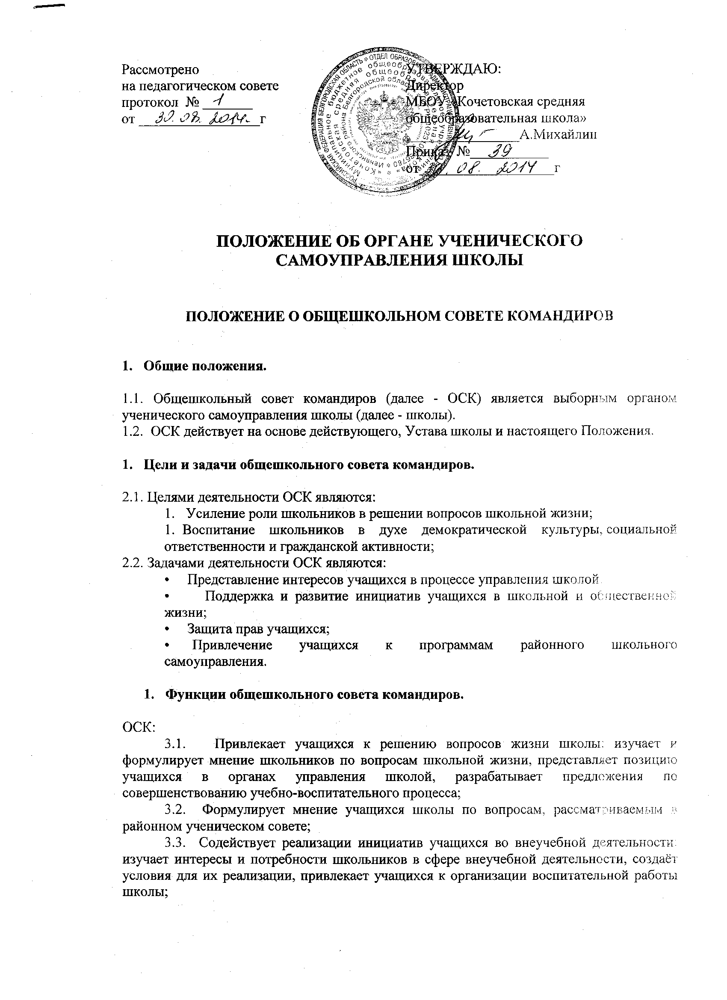 Рассмотрено
на педагогическом совете
протокол № 1
от 30. 08. 2014. г
УТВЕРЖДАЮ:
Директор
МБОУ «Кочетовская средняя
общеобразовательная школа»
А.Михайлин
Приказ №39
от 08. 2014 г
ПОЛОЖЕНИЕ ОБ ОРГАНЕ УЧЕНИЧЕСКОГО
САМОУПРАВЛЕНИЯ ШКОЛЫ
ПОЛОЖЕНИЕ О ОБЩЕШКОЛЬНОМ СОВЕТЕ КОМАНДИРОВ
1. Общие положения.
1.1. Общешкольный совет командиров (далее - ОСК) является выборным органом
ученического самоуправления школы (далее - школы).
1.2. ОСК действует на основе действующего, Устава школы и настоящего Положения.
1. Цели и задачи общешкольного совета командиров.
2.1. Целями деятельности ОСК являются:
1. Усиление роли школьников в решении вопросов школьной жизни;
1. Воспитание школьников в духе демократической культуры, социальной
ответственности и гражданской активности;
2.2. Задачами деятельности ОСК являются:
• Представление интересов учащихся в процессе управления школой.
• Поддержка и развитие инициатив учащихся в школьной и общественной
жизни;
• Защита прав учащихся;
• Привлечение учащихся к программам районного школьного
самоуправления.
1. Функции общешкольного совета командиров.
ОСК:
3.1. Привлекает учащихся к решению вопросов жизни школы: изучает и
формулирует мнение школьников по вопросам школьной жизни, представляет позицию
учащихся в органах управления школой, разрабатывает предложения по
совершенствованию учебно-воспитательного процесса;
3.2. Формулирует мнение учащихся школы по вопросам, рассматриваемым в
районном ученическом совете;
3.3. Содействует реализации инициатив учащихся во внеучебной деятельности:
изучает интересы и потребности школьников в сфере внеучебной деятельности, создаёт
условия для их реализации, привлекает учащихся к организации воспитательной работы
школы;